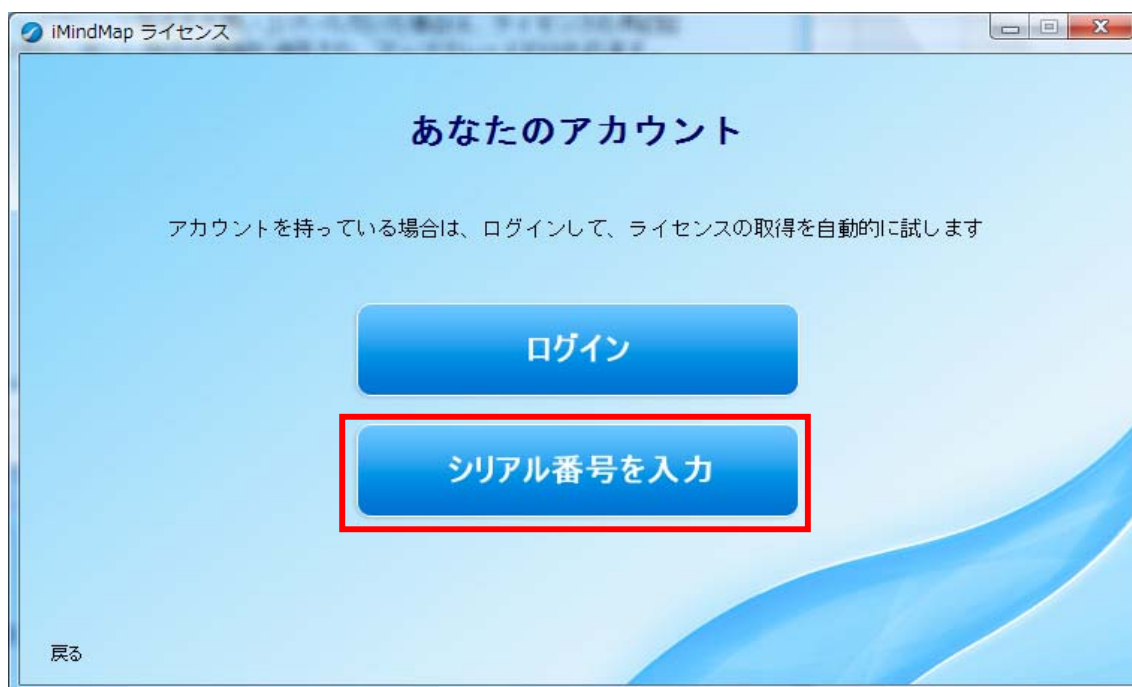 iMindMap ライセンス
あなたのアカウント
アカウントを持っている場合は、ログインして、ライセンスの取得を自動的に試します
ログイン
シリアル番号を入力
戻る